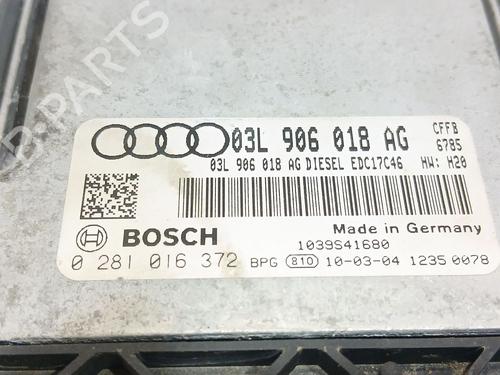 03L 906 018 AG CFFB
6785
03L 906 018 AG DIESEL EDC17C46 HW: H20
BOSCH
Made in Germany
1039S41680
0 281 016 372 BPG 810 10-03-04 1235 0078
B-PARTS
B-PARTS